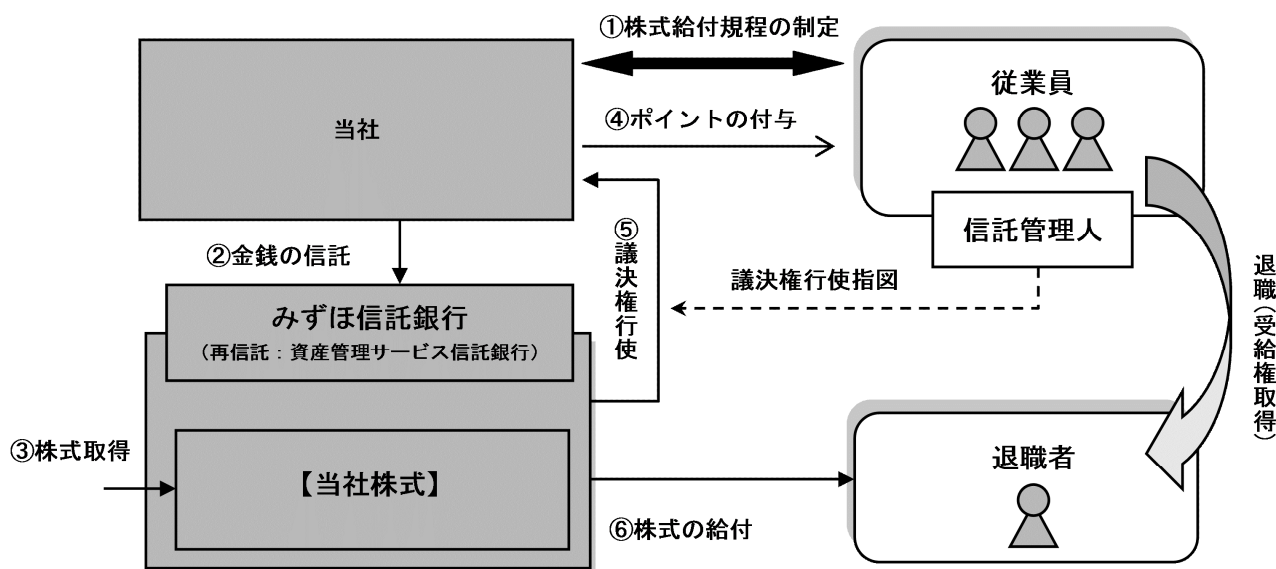 ①株式給付規程の制定
当社
従業員
④ポイントの付与
信託管理人
②金銭の信託
⑤議決権行使
議決権行使指図
退職（受給権取得）
みずほ信託銀行
（再信託：資産管理サービス信託銀行）
③株式取得
【当社株式】
退職者
⑥株式の給付